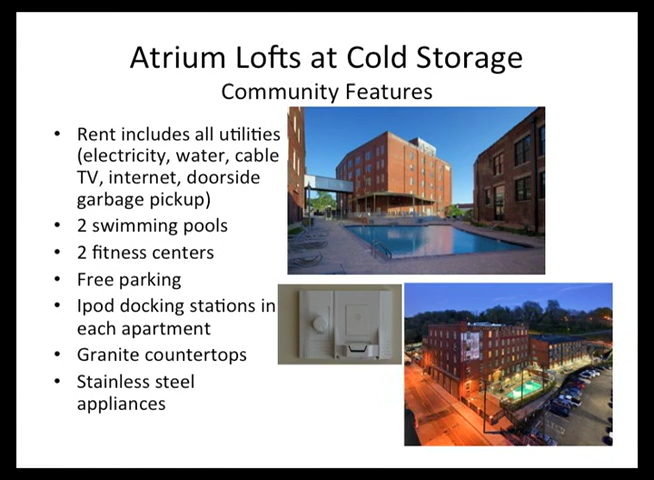 Atrium Lofts at Cold Storage
Community Features
• Rent includes all utilities
(electricity, water, cable
TV, internet, doorside
garbage pickup)
• 2 swimming pools
• 2 fitness centers
• Free parking
• Ipod docking stations in
each apartment
• Granite countertops
• Stainless steel
appliances